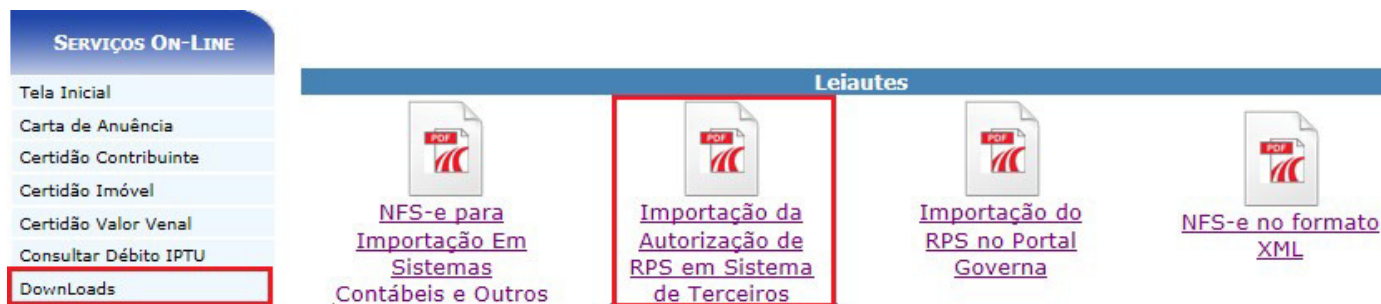 Serviços On-Line
Tela Inicial
Carta de Anuência
Certidão Contribuinte
Certidão Imóvel
Certidão Valor Venal
Consultar Débito IPTU
DownLoads
Leiautes
PDF
NFS-e para
Importação Em
Sistemas
Contábeis e Outros
PDF
Importação da
Autorização de
RPS em Sistema
de Terceiros
PDF
Importação do
RPS no Portal
Governa
PDF
NFS-e no formato
XML